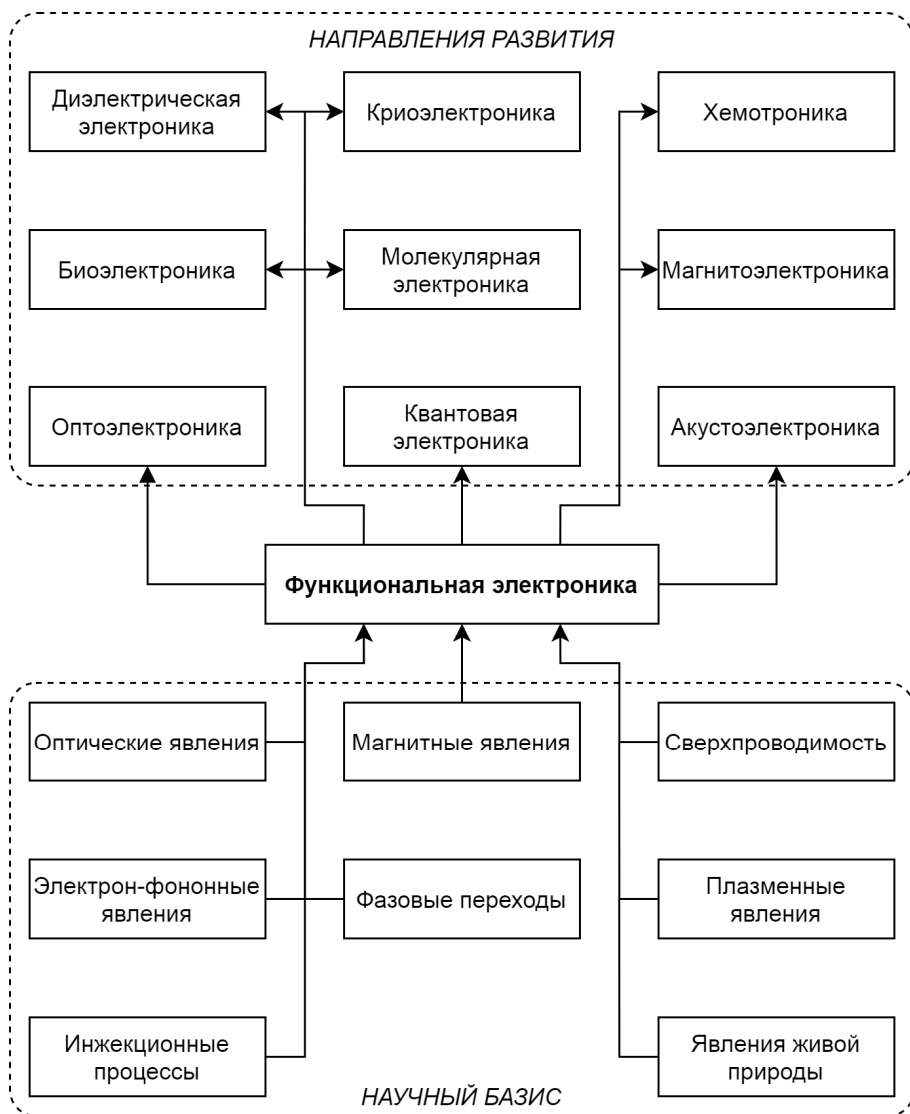 НАПРАВЛЕНИЯ РАЗВИТИЯ
Диэлектрическая
электроника
Криоэлектроника
Хемотроника
Биоэлектроника
Молекулярная
электроника
Магнитоэлектроника
Оптоэлектроника
Квантовая
электроника
Акустоэлектроника
Функциональная электроника
Оптические явления
Магнитные явления
Сверхпроводимость
Электрон-фононные
явления
Фазовые переходы
Плазменные
явления
Инжекционные
процессы
Явления живой
природы
НАУЧНЫЙ БАЗИС